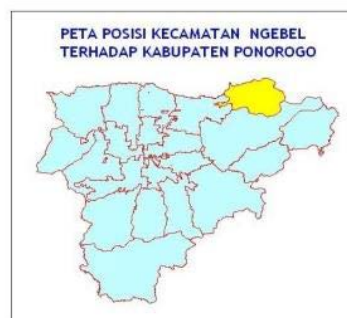 PETA POSISI KECAMATAN NGEBEL
TERHADAP KABUPATEN PONOROGO